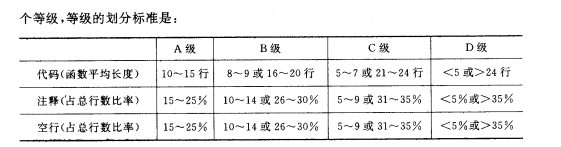 个等级,等级的划分标准是:
A 级 B 级 C 级 D 级
代码(函数平均长度) 10～15 行 8～9 或 16～20 行 5～7 或 21～24 行 <5 或>24 行
注释(占总行数比率) 15～25% 10～14 或 26～30% 5～9 或 31～35% <5%或>35%
空行(占总行数比率) 15～25% 10～14 或 26～30% 5～9 或 31～35% <5%或>35%